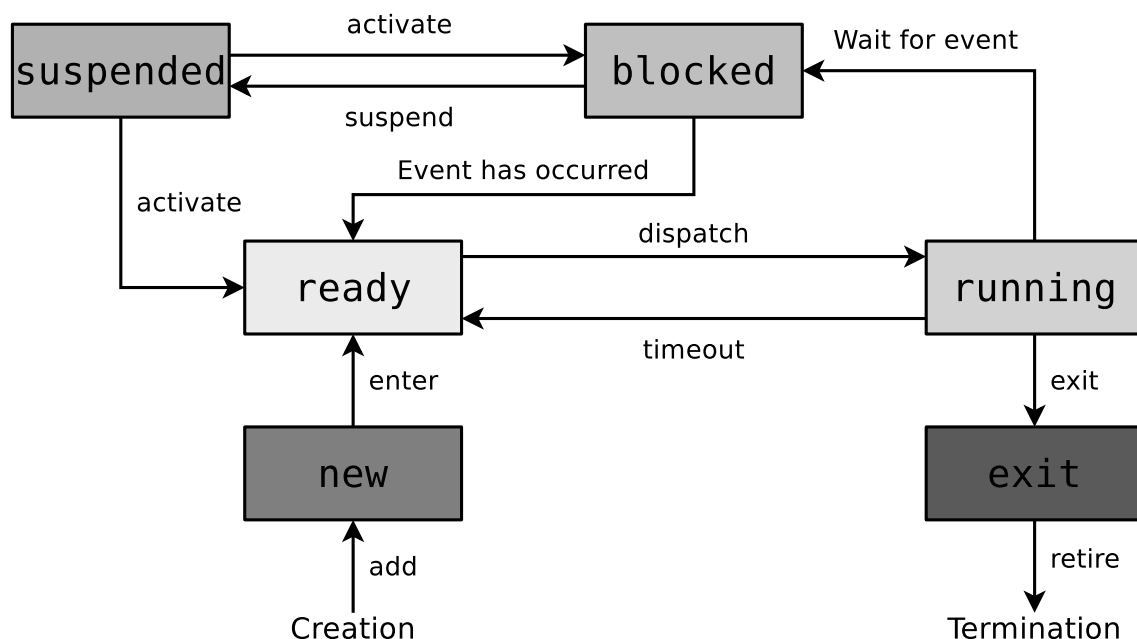 activate
Wait for event
suspended
blocked
suspend
Event has occurred
activate
dispatch
ready
running
timeout
enter
exit
new
exit
add
retire
Creation
Termination